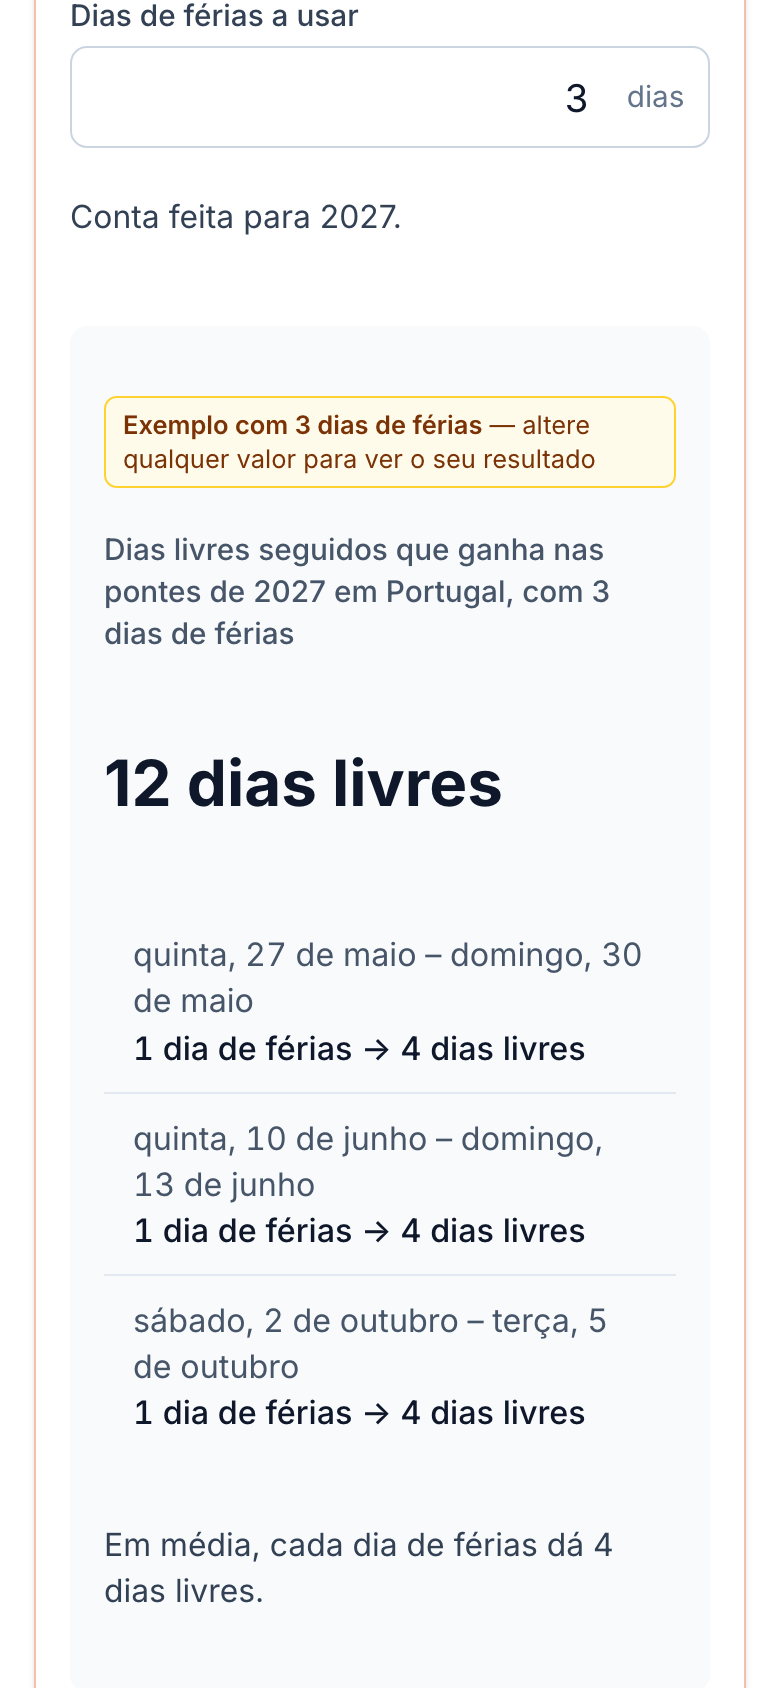 Dias de férias a usar
3 dias
Conta feita para 2027.
Exemplo com 3 dias de férias — altere
qualquer valor para ver o seu resultado
Dias livres seguidos que ganha nas
pontes de 2027 em Portugal, com 3
dias de férias
12 dias livres
quinta, 27 de maio – domingo, 30
de maio
1 dia de férias → 4 dias livres
quinta, 10 de junho – domingo,
13 de junho
1 dia de férias → 4 dias livres
sábado, 2 de outubro – terça, 5
de outubro
1 dia de férias → 4 dias livres
Em média, cada dia de férias dá 4
dias livres.